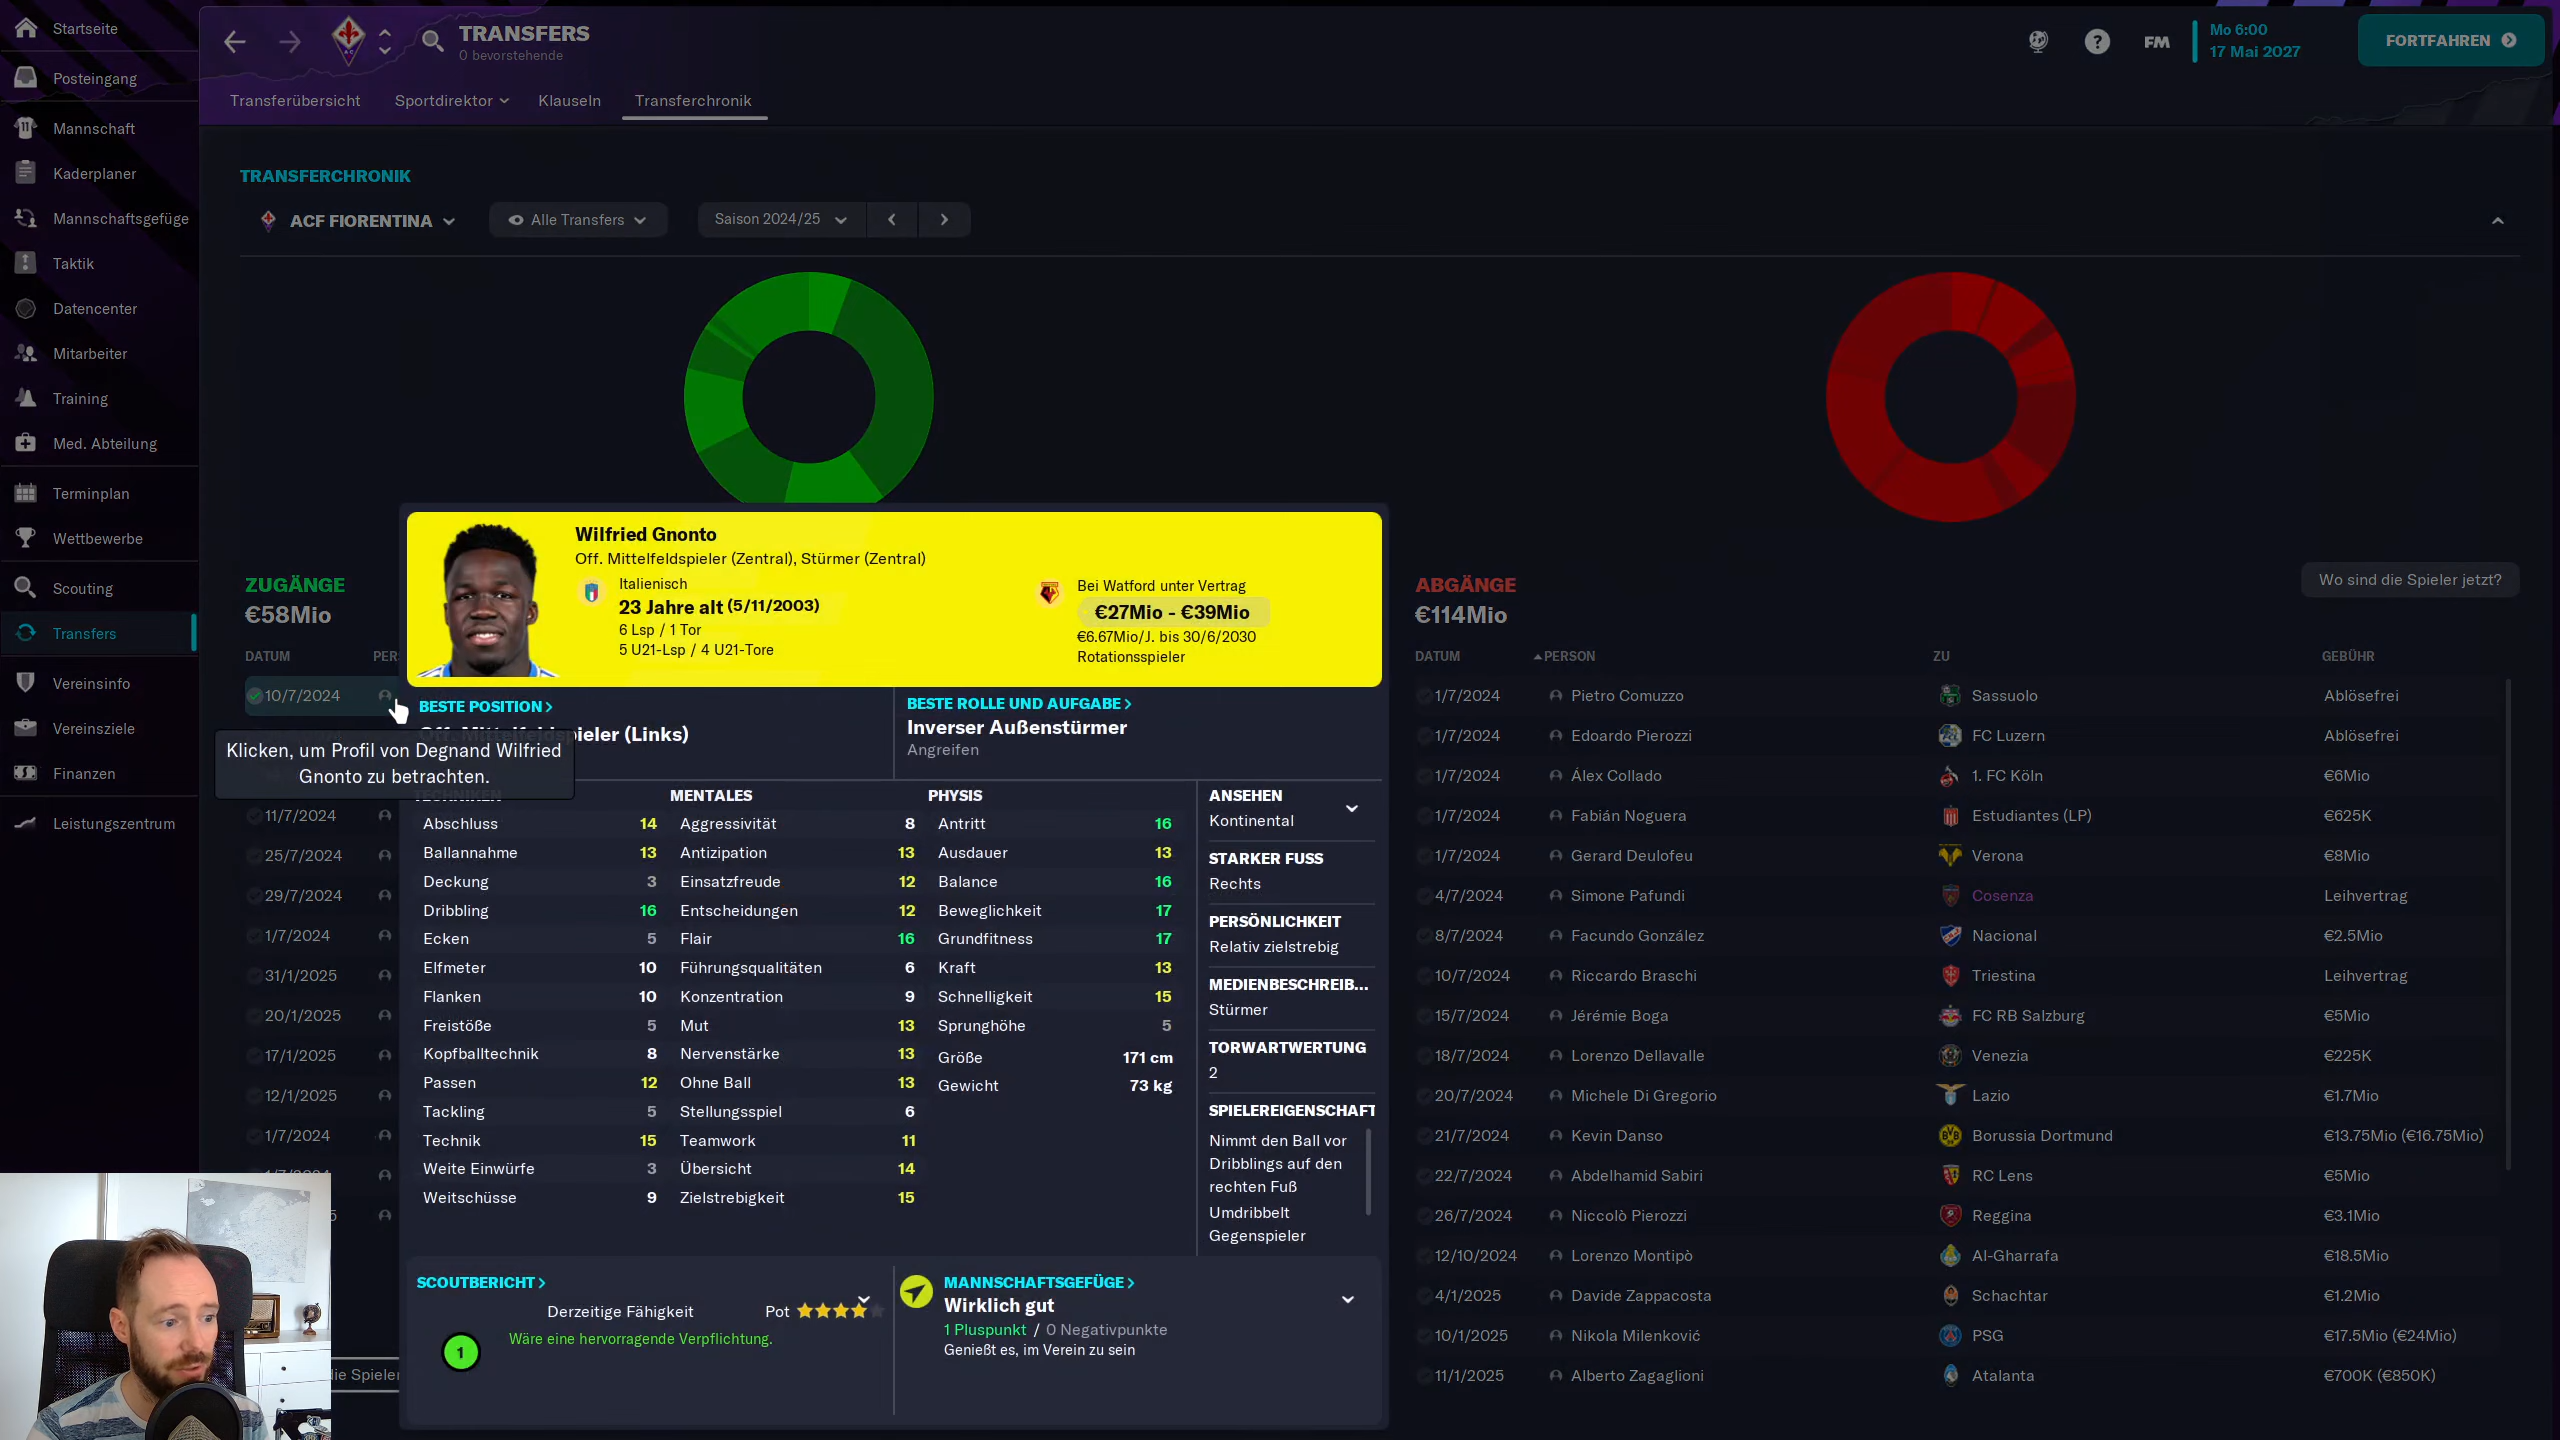 Startseite
Posteingang
Mannschaft
Kaderplaner
Mannschaftsgefüge
Taktik
Datencenter
Mitarbeiter
Training
Med. Abteilung
Terminplan
Wettbewerbe
Scouting
Transfers
Vereinsinfo
Vereinsziele
Finanzen
Leistungszentrum
TRANSFERS
0 bevorstehende
FM
Mo 6:00
17 Mai 2027
FORTFAHREN
Transferübersicht Sportdirektor Klauseln Transferchronik
TRANSFERCHRONIK
ACF FIORENTINA Alle Transfers Saison 2024/25
ZUGÄNGE
€58Mio
DATUM PER
10/7/2024
11/7/2024
25/7/2024
29/7/2024
1/7/2024
31/1/2025
20/1/2025
17/1/2025
12/1/2025
1/7/2024
die Spieler
Klicken, um Profil von Degnand Wilfried
Gnonto zu betrachten.
Wilfried Gnonto
Off. Mittelfeldspieler (Zentral), Stürmer (Zentral)
Italienisch
23 Jahre alt (5/11/2003)
6 Lsp / 1 Tor
5 U21-Lsp / 4 U21-Tore
Bei Watford unter Vertrag
€27Mio - €39Mio
€6.67Mio/J. bis 30/6/2030
Rotationsspieler
BESTE POSITION
Off. Mittelfeldspieler (Links)
BESTE ROLLE UND AUFGABE
Inverser Außenstürmer
Angreifen
TECHNIKEN
Abschluss 14
Ballannahme 13
Deckung 3
Dribbling 16
Ecken 5
Elfmeter 10
Flanken 10
Freistöße 5
Kopfballtechnik 8
Passen 12
Tackling 5
Technik 15
Weite Einwürfe 3
Weitschüsse 9
MENTALES
Aggressivität 8
Antizipation 13
Einsatzfreude 12
Entscheidungen 12
Flair 16
Führungsqualitäten 6
Konzentration 9
Mut 13
Nervenstärke 13
Ohne Ball 13
Stellungsspiel 6
Teamwork 11
Übersicht 14
Zielstrebigkeit 15
PHYSIS
Antritt 16
Ausdauer 13
Balance 16
Beweglichkeit 17
Grundfitness 17
Kraft 13
Schnelligkeit 15
Sprunghöhe 5
Größe 171 cm
Gewicht 73 kg
ANSEHEN
Kontinental
STARKER FUSS
Rechts
PERSÖNLICHKEIT
Relativ zielstrebig
MEDIENBESCHREIB...
Stürmer
TORWARTWERTUNG
2
SPIELEREIGENSCHAFT
Nimmt den Ball vor
Dribblings auf den
rechten Fuß
Umdribbelt
Gegenspieler
SCOUTBERICHT
Derzeitige Fähigkeit Pot
1 Wäre eine hervorragende Verpflichtung.
MANNSCHAFTSGEFÜGE
Wirklich gut
1 Pluspunkt / 0 Negativpunkte
Genießt es, im Verein zu sein
ABGÄNGE
€114Mio
Wo sind die Spieler jetzt?
DATUM PERSON ZU GEBÜHR
1/7/2024 Pietro Comuzzo Sassuolo Ablösefrei
1/7/2024 Edoardo Pierozzi FC Luzern Ablösefrei
1/7/2024 Álex Collado 1. FC Köln €6Mio
1/7/2024 Fabián Noguera Estudiantes (LP) €625K
1/7/2024 Gerard Deulofeu Verona €8Mio
4/7/2024 Simone Pafundi Cosenza Leihvertrag
8/7/2024 Facundo González Nacional €2.5Mio
10/7/2024 Riccardo Braschi Triestina Leihvertrag
15/7/2024 Jérémie Boga FC RB Salzburg €5Mio
18/7/2024 Lorenzo Dellavalle Venezia €225K
20/7/2024 Michele Di Gregorio Lazio €1.7Mio
21/7/2024 Kevin Danso Borussia Dortmund €13.75Mio (€16.75Mio)
22/7/2024 Abdelhamid Sabiri RC Lens €5Mio
26/7/2024 Niccolò Pierozzi Reggina €3.1Mio
12/10/2024 Lorenzo Montipò Al-Gharrafa €18.5Mio
4/1/2025 Davide Zappacosta Schachtar €1.2Mio
10/1/2025 Nikola Milenković PSG €17.5Mio (€24Mio)
11/1/2025 Alberto Zagaglioni Atalanta €700K (€850K)